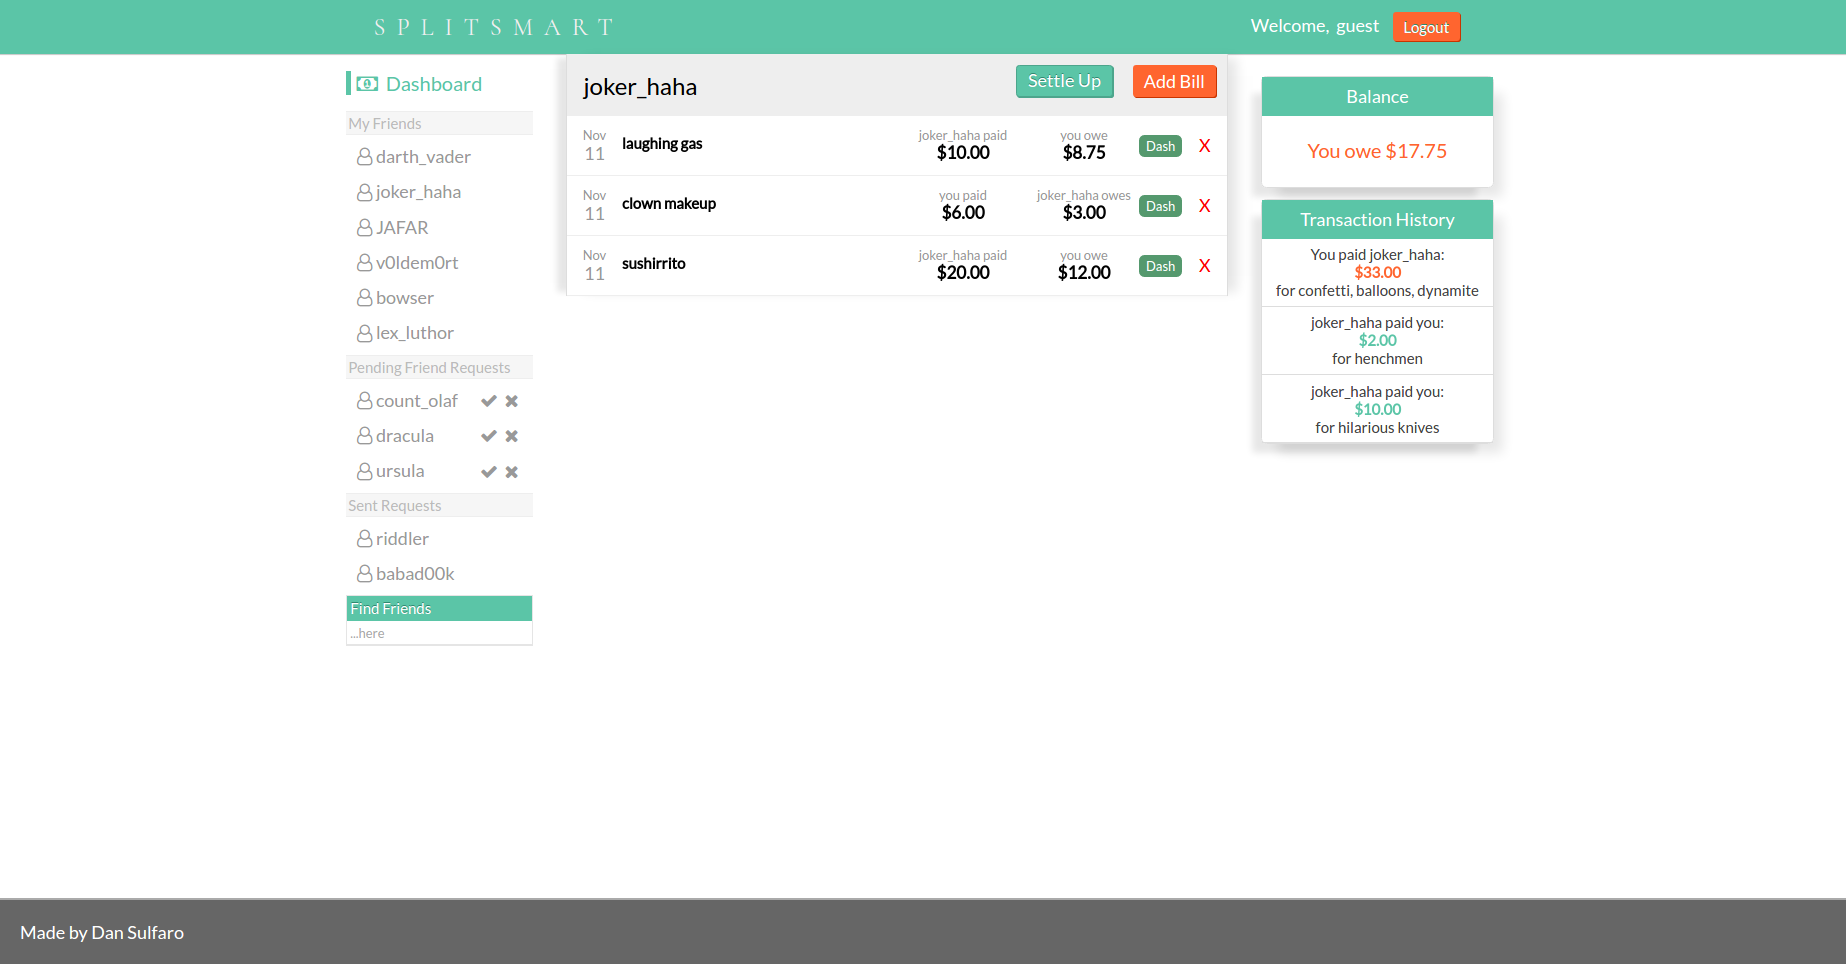 SPLITSMART
Welcome, guest
Logout
Dashboard
My Friends
darth_vader
joker_haha
JAFAR
v0ldem0rt
bowser
lex_luthor
Pending Friend Requests
count_olaf
dracula
ursula
Sent Requests
riddler
babad00k
Find Friends
...here
joker_haha
Settle Up
Add Bill
Nov
11
laughing gas
joker_haha paid
$10.00
you owe
$8.75
Dash
X
Nov
11
clown makeup
you paid
$6.00
joker_haha owes
$3.00
Dash
X
Nov
11
sushirrito
joker_haha paid
$20.00
you owe
$12.00
Dash
X
Balance
You owe $17.75
Transaction History
You paid joker_haha:
$33.00
for confetti, balloons, dynamite
joker_haha paid you:
$2.00
for henchmen
joker_haha paid you:
$10.00
for hilarious knives
Made by Dan Sulfaro